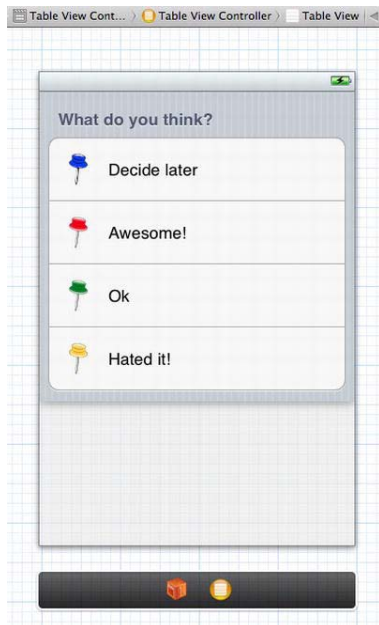 Table View Cont... Table View Controller Table View
What do you think?
Decide later
Awesome!
Ok
Hated it!